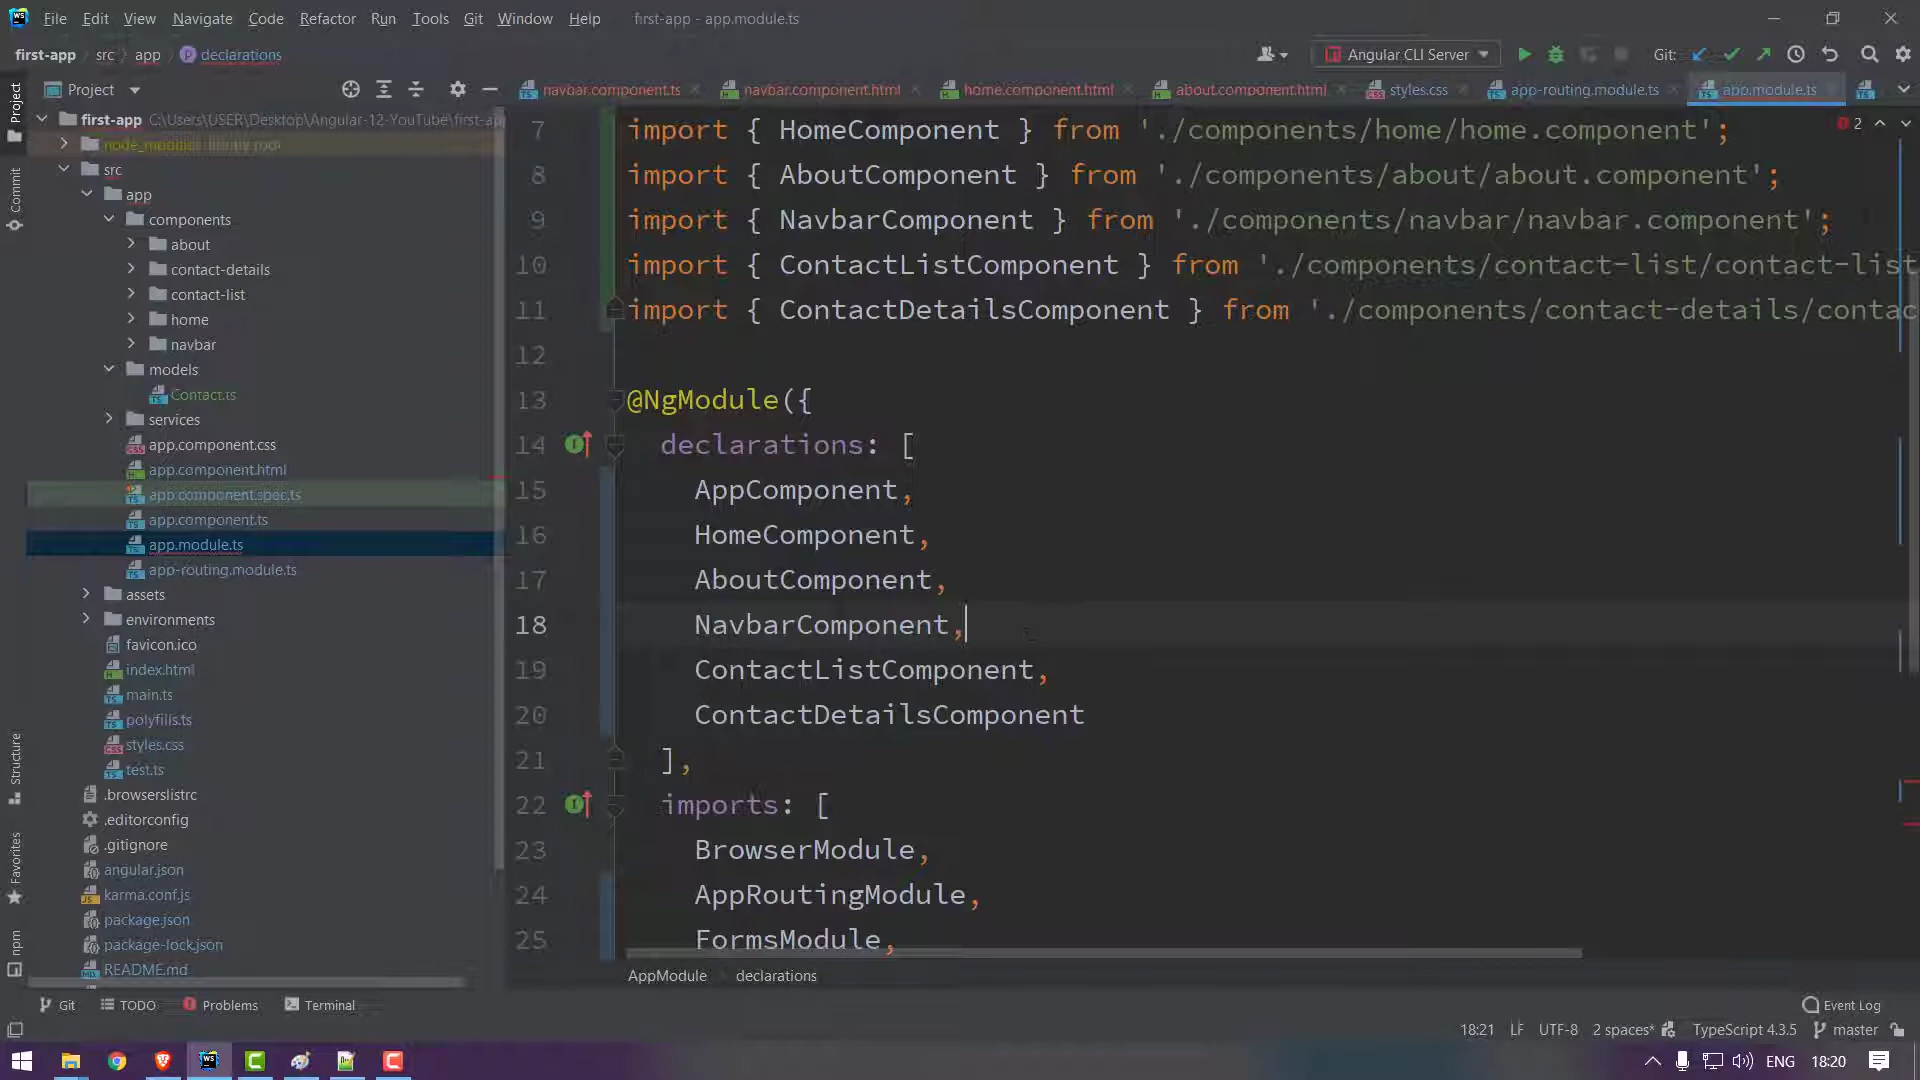 File Edit View Navigate Code Refactor Run Tools Git Window Help first-app - app.module.ts
first-app src app declarations Angular CLI Server Git:
Project navbar.component.ts navbar.component.html home.component.html about.component.html styles.css app-routing.module.ts app.module.ts
Project
Commit
Structure
Favorites
npm
first-app C:\Users\USER\Desktop\Angular-12-YouTube\first-app
library root
src
app
components
about
contact-details
contact-list
home
navbar
models
Contact.ts
services
app.component.css
app.component.html
app.component.spec.ts
app.component.ts
app.module.ts
app-routing.module.ts
assets
environments
favicon.ico
index.html
main.ts
polyfills.ts
styles.css
test.ts
.browserslistrc
.editorconfig
.gitignore
angular.json
karma.conf.js
package.json
package-lock.json
README.md
2
7 import { HomeComponent } from './components/home/home.component';
8 import { AboutComponent } from './components/about/about.component';
9 import { NavbarComponent } from './components/navbar/navbar.component';
10 import { ContactListComponent } from './components/contact-list/contact-list
11 import { ContactDetailsComponent } from './components/contact-details/contac
12
13 @NgModule({
14 declarations: [
15 AppComponent,
16 HomeComponent,
17 AboutComponent,
18 NavbarComponent,
19 ContactListComponent,
20 ContactDetailsComponent
21 ],
22 imports: [
23 BrowserModule,
24 AppRoutingModule,
25 FormsModule,
AppModule declarations
Git TODO Problems Terminal Event Log
18:21 LF UTF-8 2 spaces* TypeScript 4.3.5 master
ENG 18:20